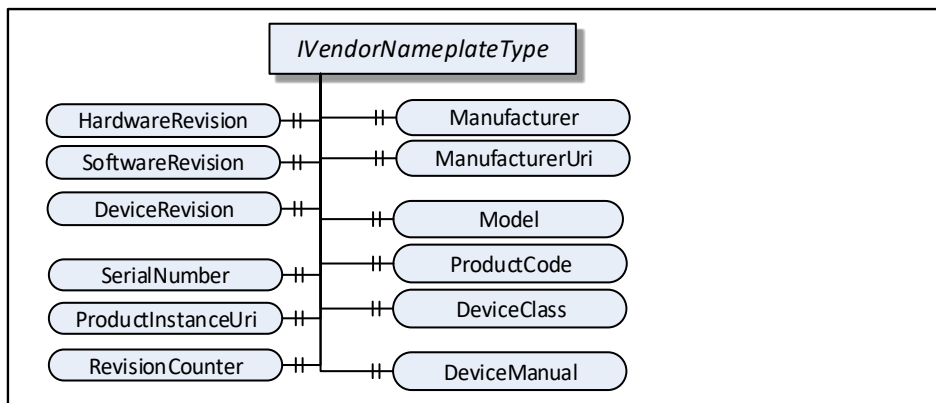 IVendorNameplateType
HardwareRevision
SoftwareRevision
DeviceRevision
SerialNumber
ProductInstanceUri
RevisionCounter
Manufacturer
ManufacturerUri
Model
ProductCode
DeviceClass
DeviceManual